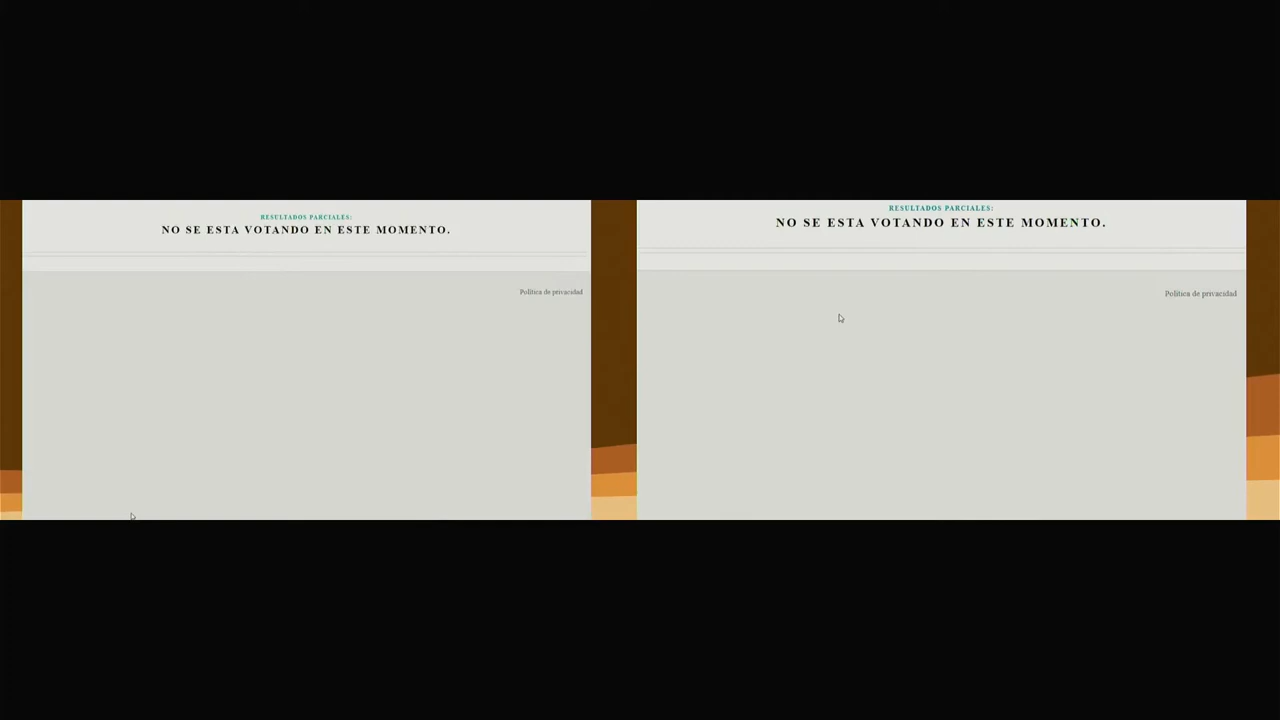 RESULTADOS PARCIALES:
NO SE ESTA VOTANDO EN ESTE MOMENTO.
Política de privacidad
RESULTADOS PARCIALES:
NO SE ESTA VOTANDO EN ESTE MOMENTO.
Política de privacidad